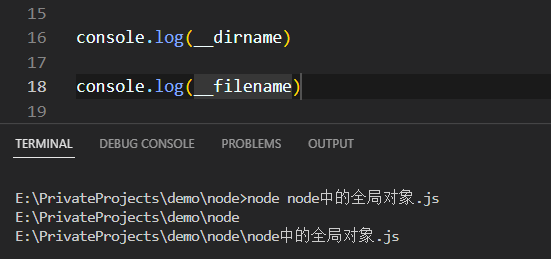 15
16 console.log(__dirname)
17
18 console.log(__filename)
19
TERMINAL DEBUG CONSOLE PROBLEMS OUTPUT
E:\PrivateProjects\demo\node>node node中的全局对象.js
E:\PrivateProjects\demo\node
E:\PrivateProjects\demo\node\node中的全局对象.js